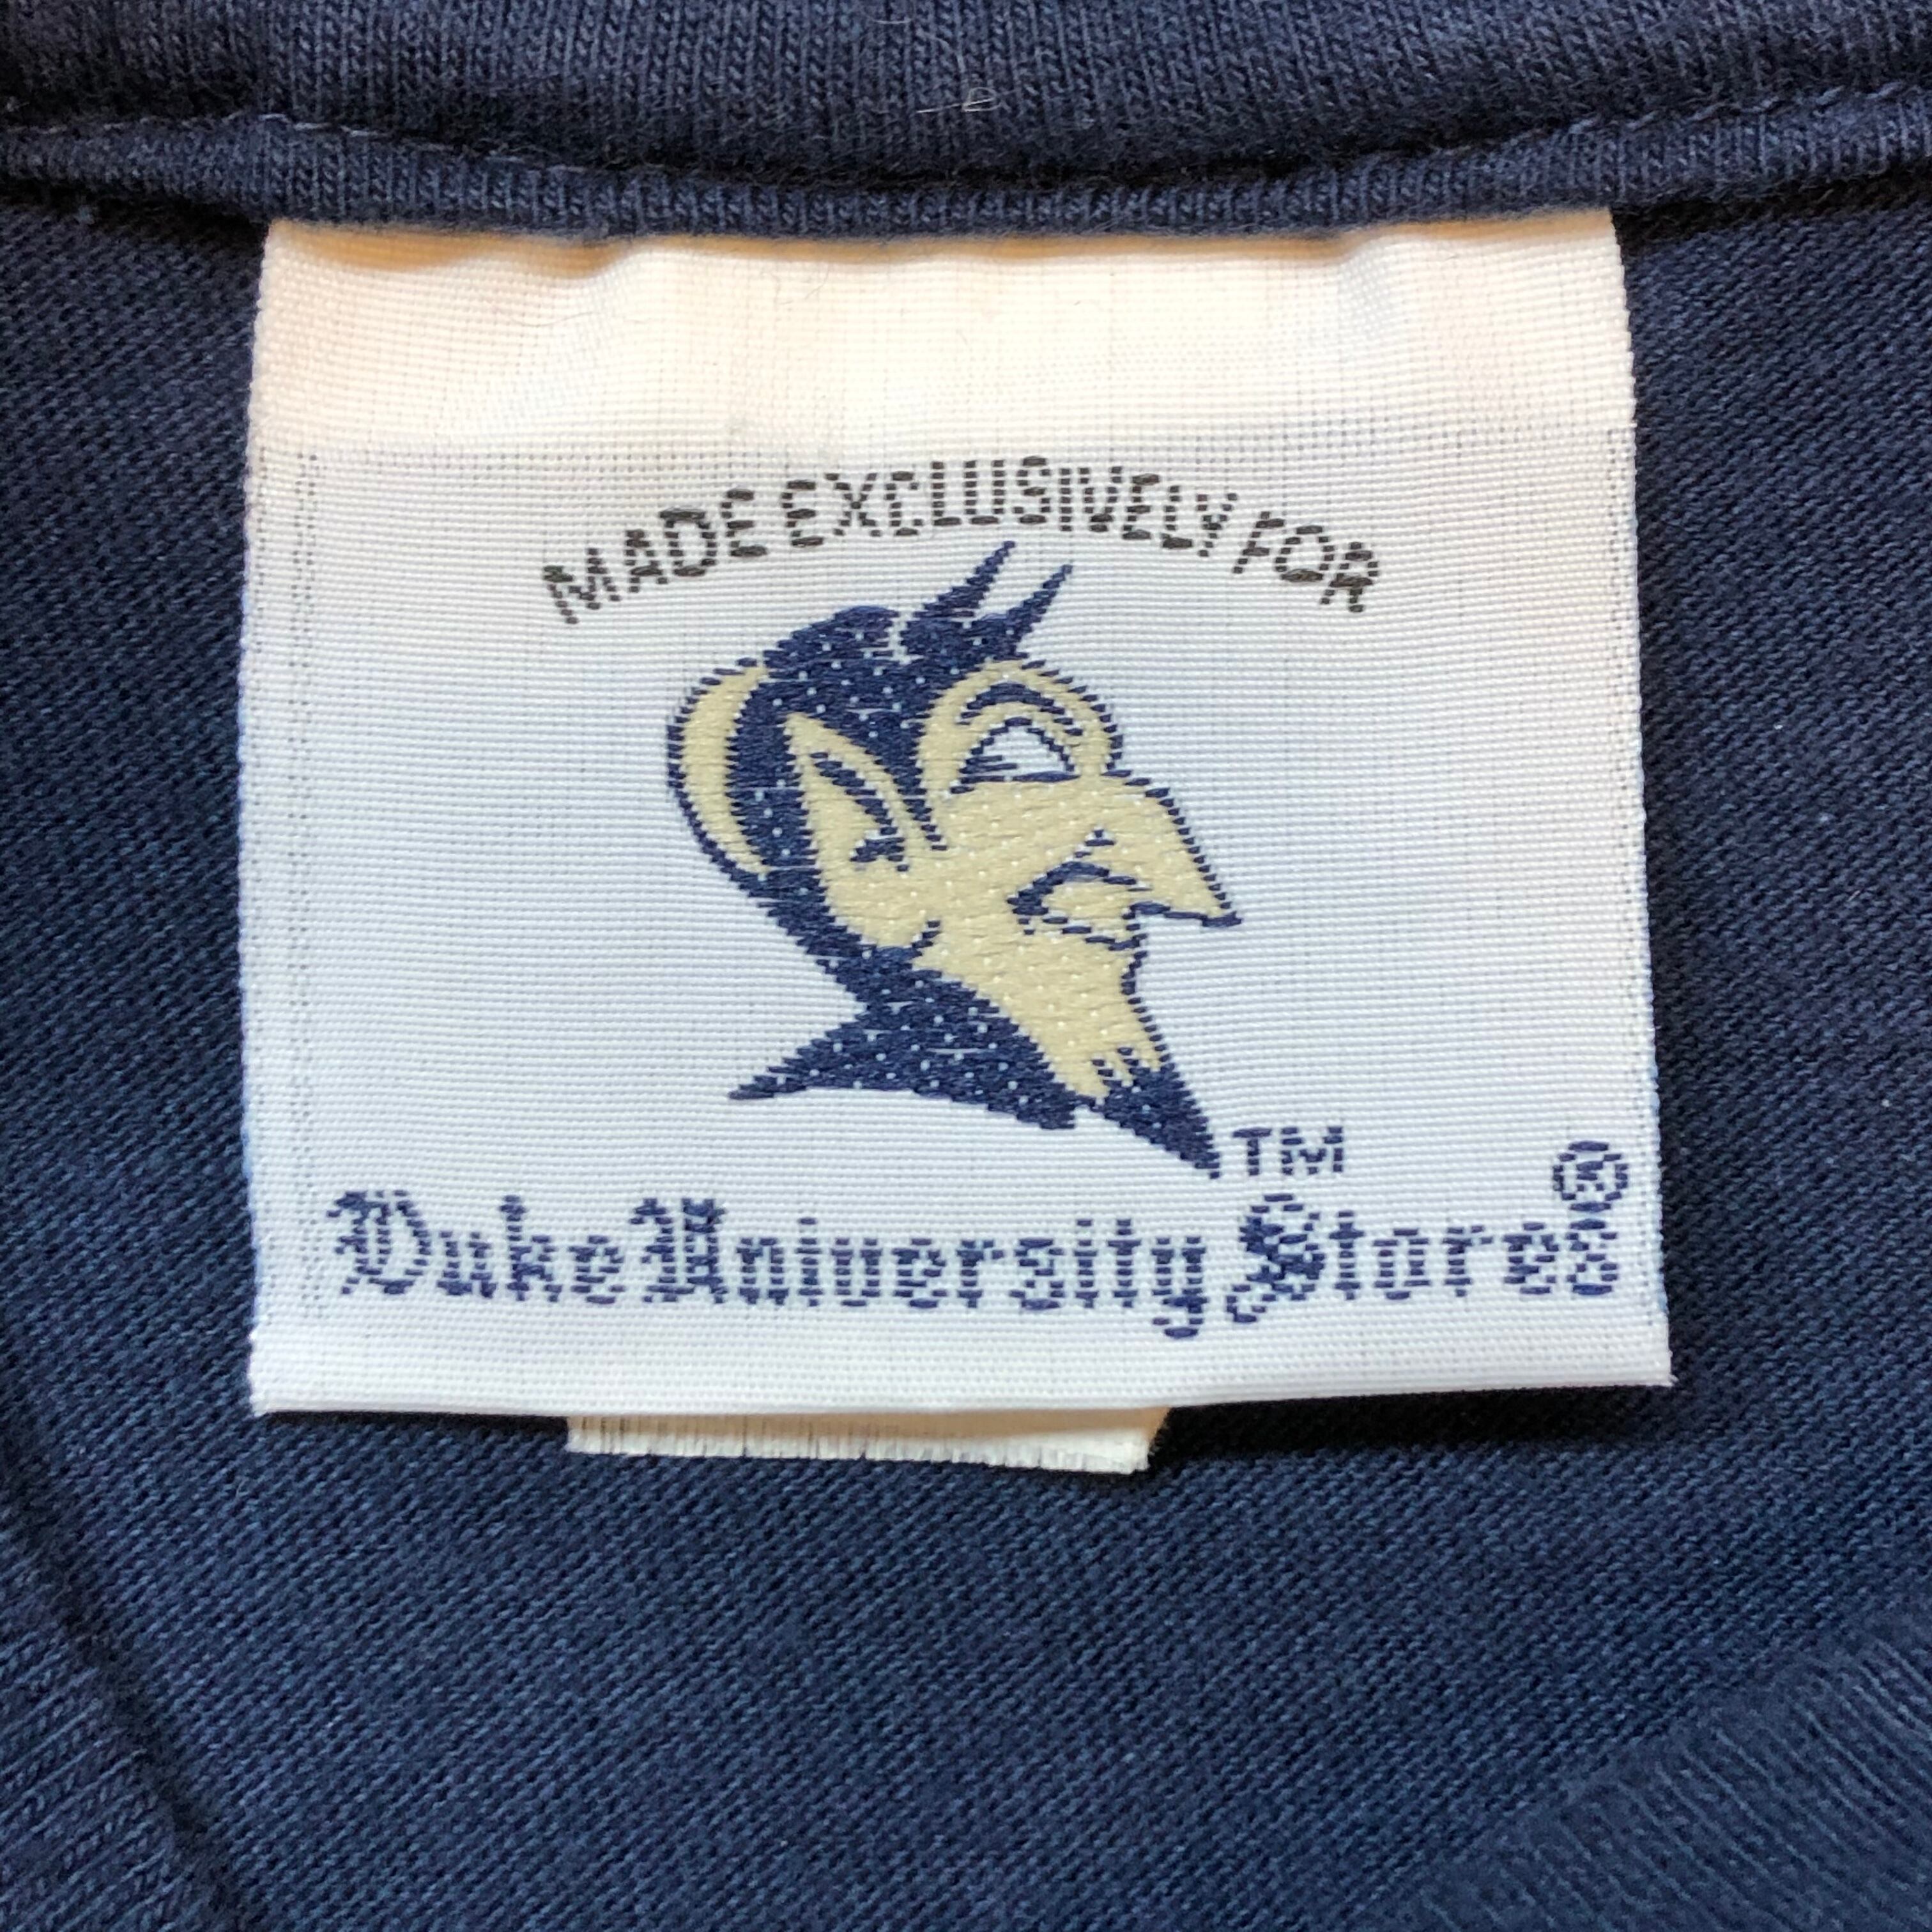 MADE EXCLUSIVELY FOR
TM
Duke University Stores®